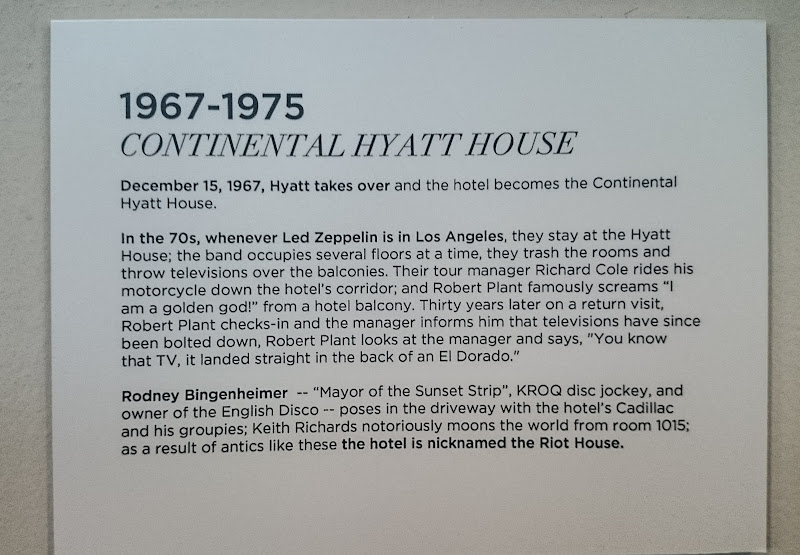 1967-1975
CONTINENTAL HYATT HOUSE
December 15, 1967, Hyatt takes over and the hotel becomes the Continental
Hyatt House.
In the 70s, whenever Led Zeppelin is in Los Angeles, they stay at the Hyatt
House; the band occupies several floors at a time, they trash the rooms and
throw televisions over the balconies. Their tour manager Richard Cole rides his
motorcycle down the hotel's corridor; and Robert Plant famously screams “I
am a golden god!” from a hotel balcony. Thirty years later on a return visit,
Robert Plant checks-in and the manager informs him that televisions have since
been bolted down, Robert Plant looks at the manager and says, "You know
that TV, it landed straight in the back of an El Dorado."
Rodney Bingenheimer -- “Mayor of the Sunset Strip”, KROQ disc jockey, and
owner of the English Disco -- poses in the driveway with the hotel's Cadillac
and his groupies; Keith Richards notoriously moons the world from room 1015;
as a result of antics like these the hotel is nicknamed the Riot House.